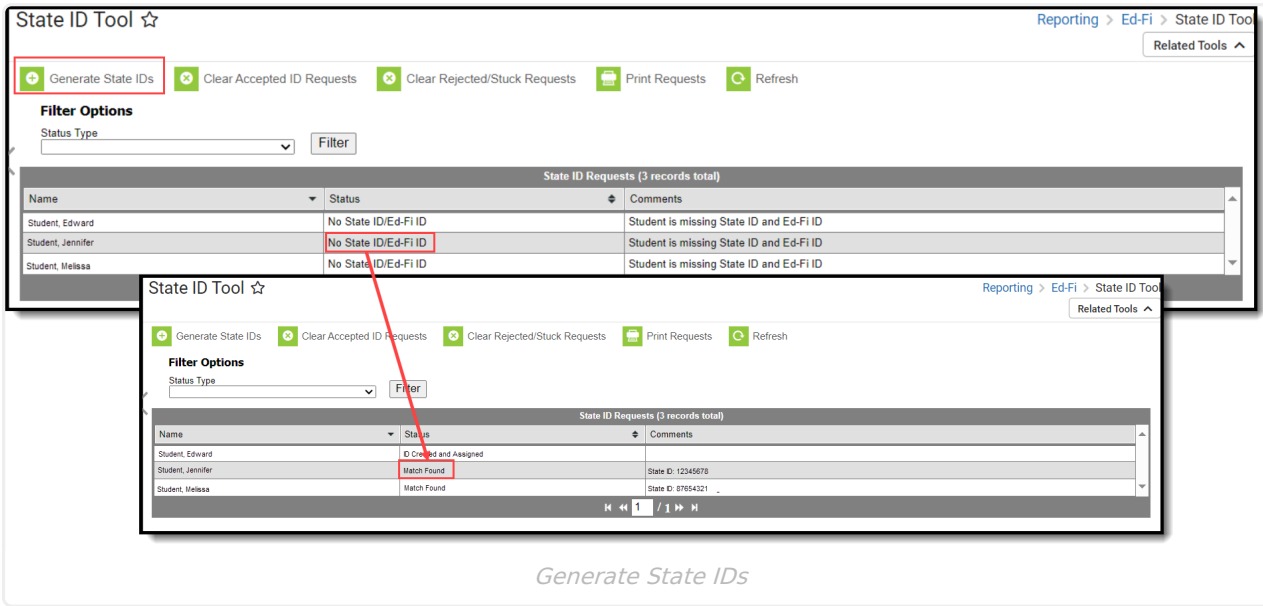 State ID Tool
Reporting > Ed-Fi > State ID Tool
Related Tools
Generate State IDs Clear Accepted ID Requests Clear Rejected/Stuck Requests Print Requests Refresh
Filter Options
Status Type
Filter
State ID Requests (3 records total)
Name Status Comments
Student, Edward No State ID/Ed-Fi ID Student is missing State ID and Ed-Fi ID
Student, Jennifer No State ID/Ed-Fi ID Student is missing State ID and Ed-Fi ID
Student, Melissa No State ID/Ed-Fi ID Student is missing State ID and Ed-Fi ID
State ID Tool
Reporting > Ed-Fi > State ID Tool
Related Tools
Generate State IDs Clear Accepted ID Requests Clear Rejected/Stuck Requests Print Requests Refresh
Filter Options
Status Type
Filter
State ID Requests (3 records total)
Name Status Comments
Student, Edward ID Created and Assigned
Student, Jennifer Match Found State ID: 12345678
Student, Melissa Match Found State ID: 87654321
1 / 1
Generate State IDs